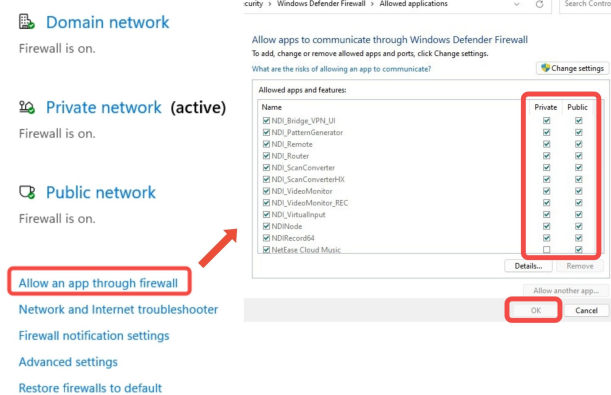 Domain network
Firewall is on.
Private network (active)
Firewall is on.
Public network
Firewall is on.
Allow an app through firewall
Network and Internet troubleshooter
Firewall notification settings
Advanced settings
Restore firewalls to default
> Windows Defender Firewall > Allowed applications
Search Contro
Allow apps to communicate through Windows Defender Firewall
To add, change or remove allowed apps and ports, click Change settings.
What are the risks of allowing an app to communicate?
Change settings
Allowed apps and features:
Name Private Public
NDI_Bridge_VPN_UI
NDI_PatternGenerator
NDI_Remote
NDI_Router
NDI_ScanConverter
NDI_ScanConverterHX
NDI_VideoMonitor
NDI_VideoMonitor_REC
NDI_VirtualInput
NDINode
NDIRecord64
NetEase Cloud Music
Details... Remove
Allow another app...
OK Cancel